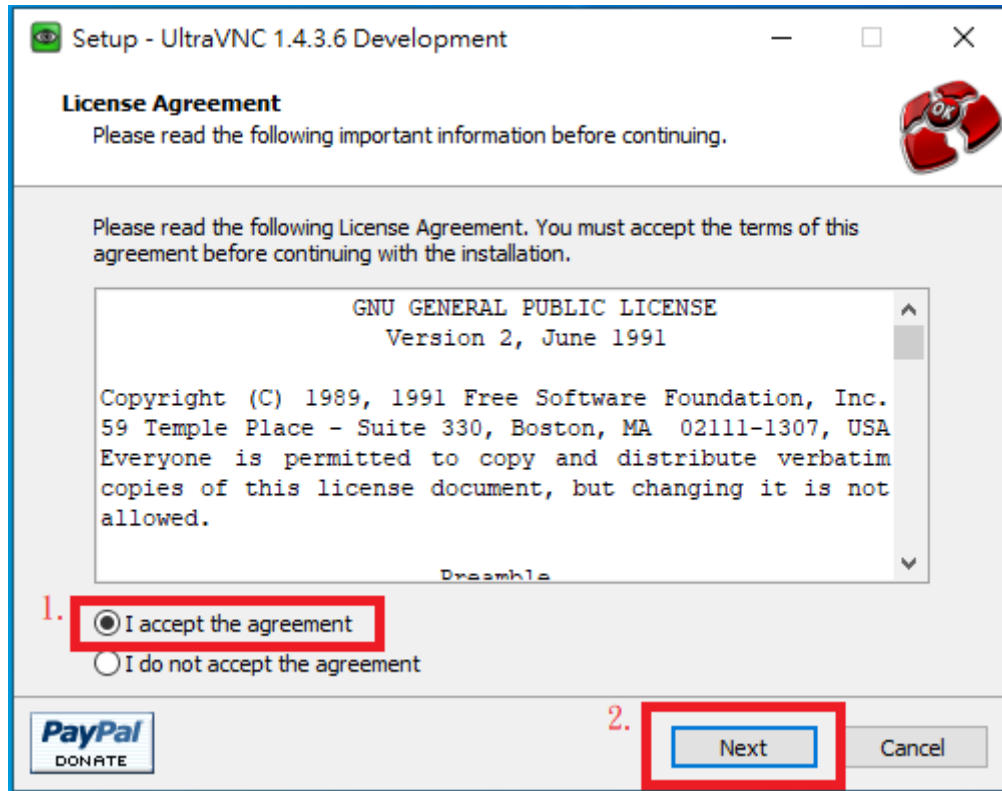 Setup - UltraVNC 1.4.3.6 Development
License Agreement
Please read the following important information before continuing.
OK
Please read the following License Agreement. You must accept the terms of this
agreement before continuing with the installation.
GNU GENERAL PUBLIC LICENSE
Version 2, June 1991
Copyright (C) 1989, 1991 Free Software Foundation, Inc.
59 Temple Place - Suite 330, Boston, MA 02111-1307, USA
Everyone is permitted to copy and distribute verbatim
copies of this license document, but changing it is not
allowed.
Preamble
1.
I accept the agreement
I do not accept the agreement
PayPal
DONATE
2.
Next
Cancel